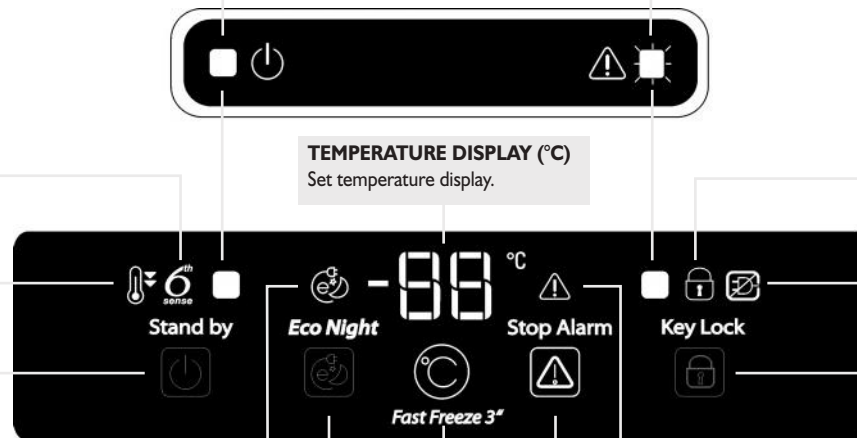 TEMPERATURE DISPLAY (°C)
Set temperature display.
6th sense
-88 °C
Stand by
Eco Night
Stop Alarm
Key Lock
e
e
°C
Fast Freeze 3"